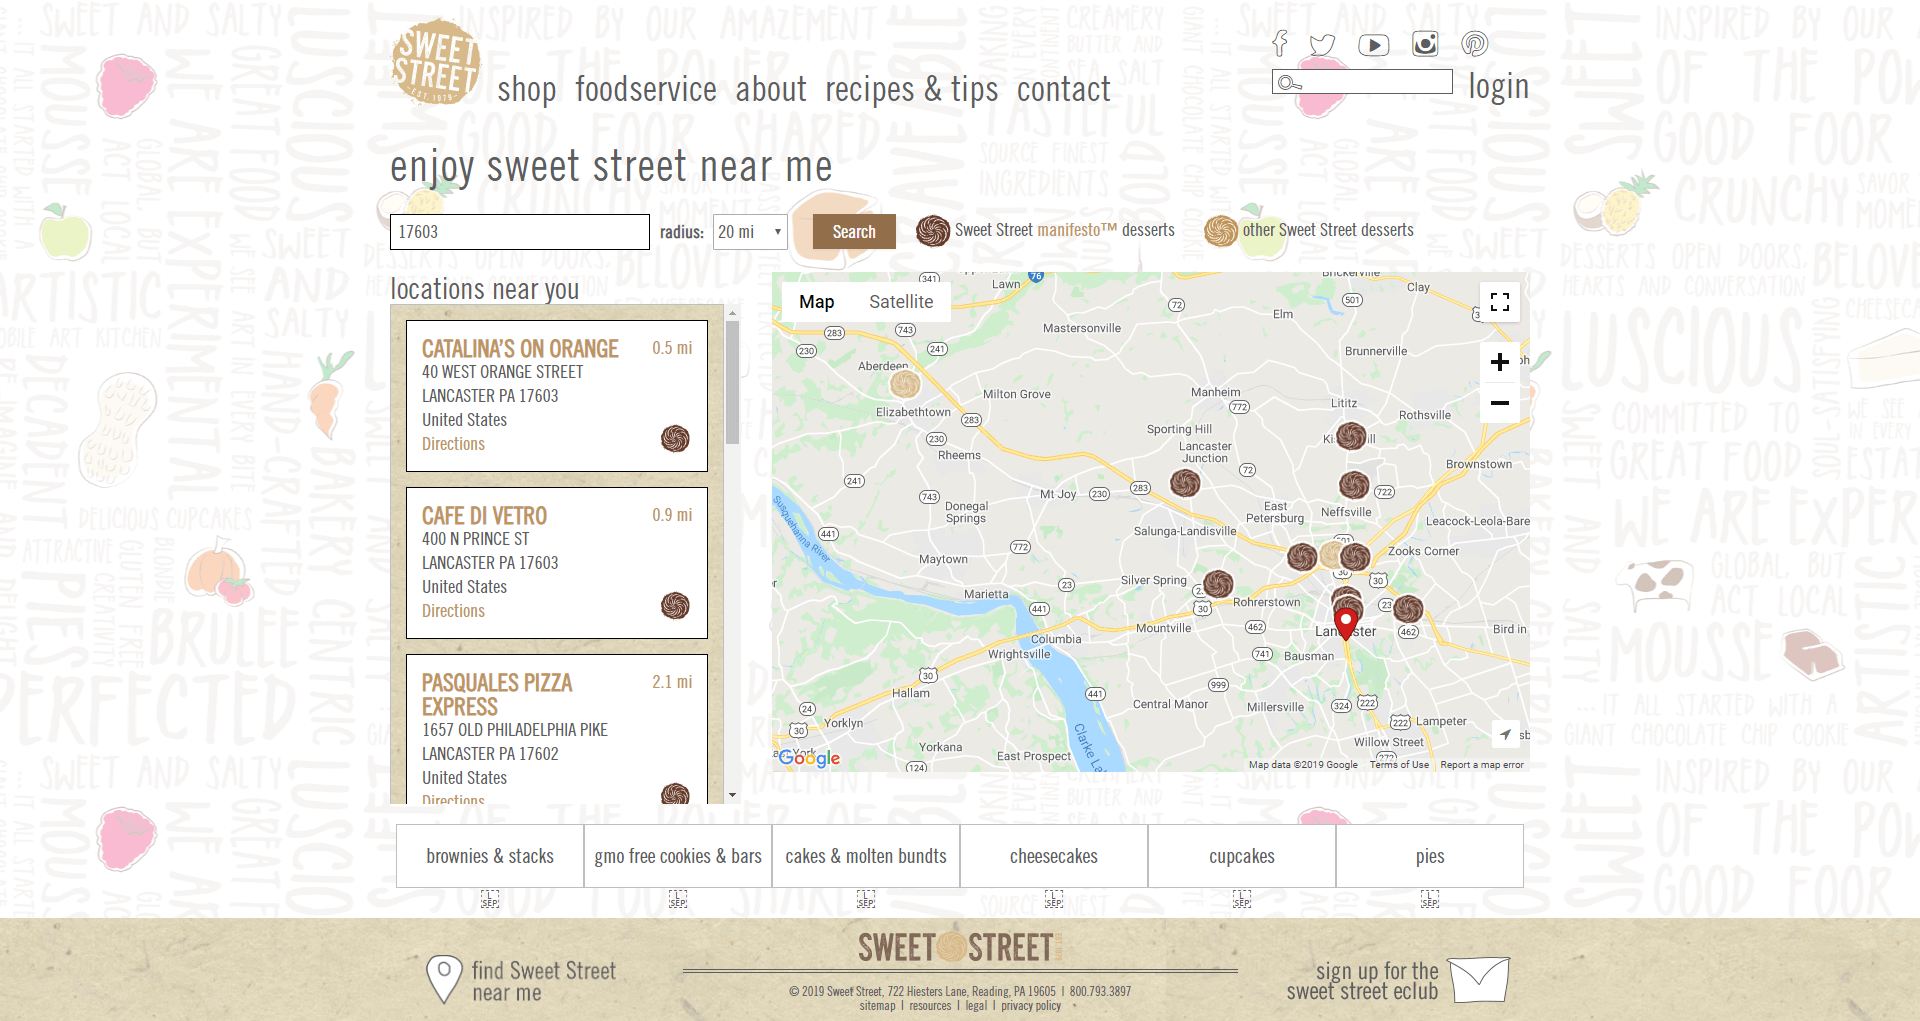 SWEET
STREET
EST. 1979
shop foodservice about recipes & tips contact
login
enjoy sweet street near me
17603
radius:
20 mi
Search
Sweet Street manifesto™ desserts
other Sweet Street desserts
locations near you
CATALINA'S ON ORANGE
0.5 mi
40 WEST ORANGE STREET
LANCASTER PA 17603
United States
Directions
CAFE DI VETRO
0.9 mi
400 N PRINCE ST
LANCASTER PA 17603
United States
Directions
PASQUALES PIZZA
EXPRESS
2.1 mi
1657 OLD PHILADELPHIA PIKE
LANCASTER PA 17602
United States
Directions
Map
Satellite
Lawn
Brickerville
Clay
Elm
Mastersonville
Brunnerville
Aberdeen
Milton Grove
Manheim
Lititz
Rothsville
Elizabethtown
Sporting Hill
Lancaster
Junction
Rheems
Brownstown
Mt Joy
Donegal
Springs
East
Petersburg
Neffsville
Leacock-Leola-Bare
Salunga-Landisville
Susquehanna River
Maytown
Zooks Corner
Silver Spring
Marietta
Rohrerstown
Mountville
Lancaster
Bird in
Columbia
Wrightsville
Bausman
Hallam
Central Manor
Millersville
Lampeter
Yorklyn
Willow Street
Yorkana
East Prospect
Google
Map data ©2019 Google
Terms of Use
Report a map error
brownies & stacks
gmo free cookies & bars
cakes & molten bundts
cheesecakes
cupcakes
pies
SWEET STREET
find Sweet Street
near me
© 2019 Sweet Street, 722 Hiesters Lane, Reading, PA 19605 | 800.793.3897
sitemap | resources | legal | privacy policy
sign up for the
sweet street eclub